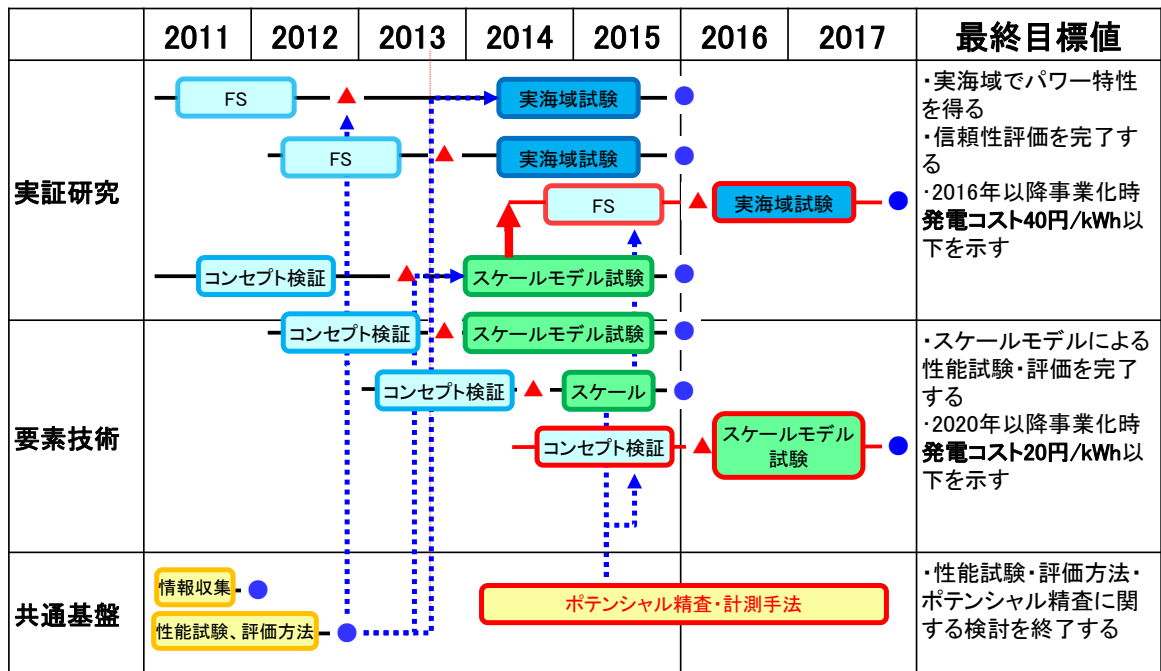 2011 2012 2013 2014 2015 2016 2017 最終目標値
実証研究
FS
実海域試験
FS
実海域試験
FS
実海域試験
コンセプト検証
スケールモデル試験
・実海域でパワー特性
を得る
・信頼性評価を完了す
る
・2016年以降事業化時
発電コスト40円/kWh以
下を示す
要素技術
コンセプト検証
スケールモデル試験
コンセプト検証
スケール
コンセプト検証
スケールモデル
試験
・スケールモデルによる
性能試験・評価を完了
する
・2020年以降事業化時
発電コスト20円/kWh以
下を示す
共通基盤
情報収集
性能試験、評価方法
ポテンシャル精査・計測手法
・性能試験・評価方法・
ポテンシャル精査に関
する検討を終了する